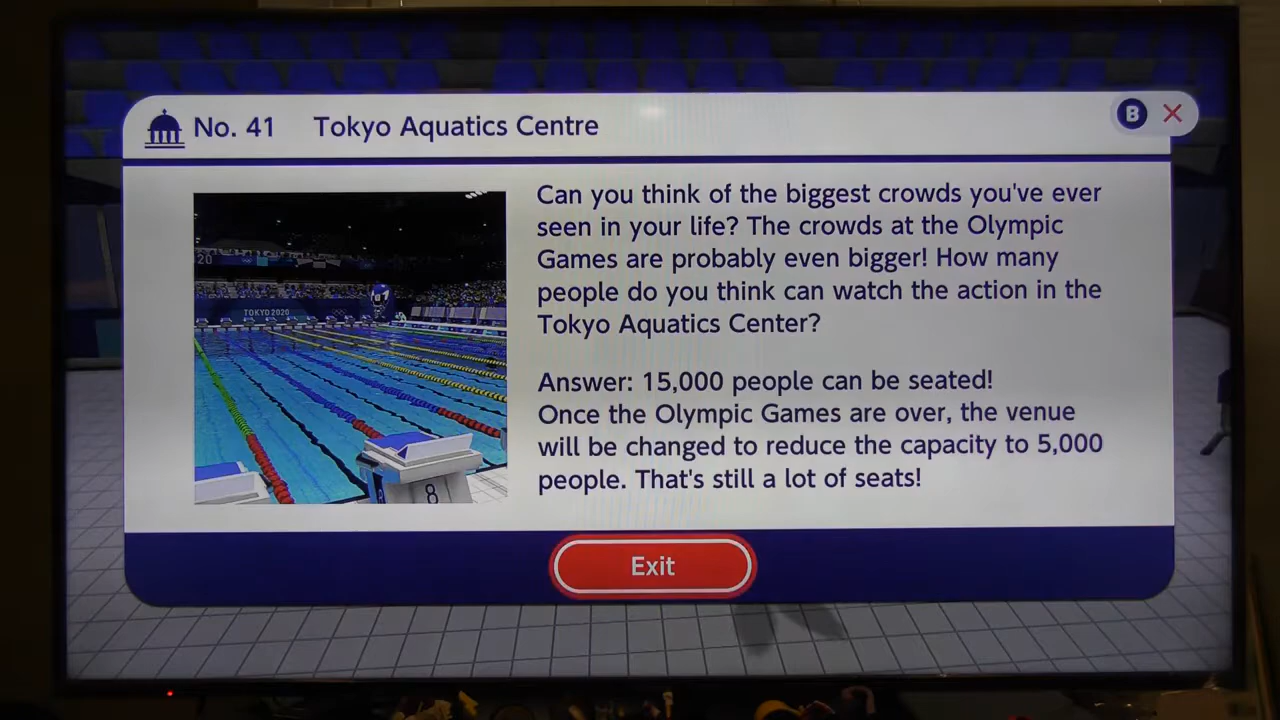 No. 41 Tokyo Aquatics Centre
B
Can you think of the biggest crowds you've ever
seen in your life? The crowds at the Olympic
Games are probably even bigger! How many
people do you think can watch the action in the
Tokyo Aquatics Center?
Answer: 15,000 people can be seated!
Once the Olympic Games are over, the venue
will be changed to reduce the capacity to 5,000
people. That's still a lot of seats!
20
TOKYO 2020
8
Exit